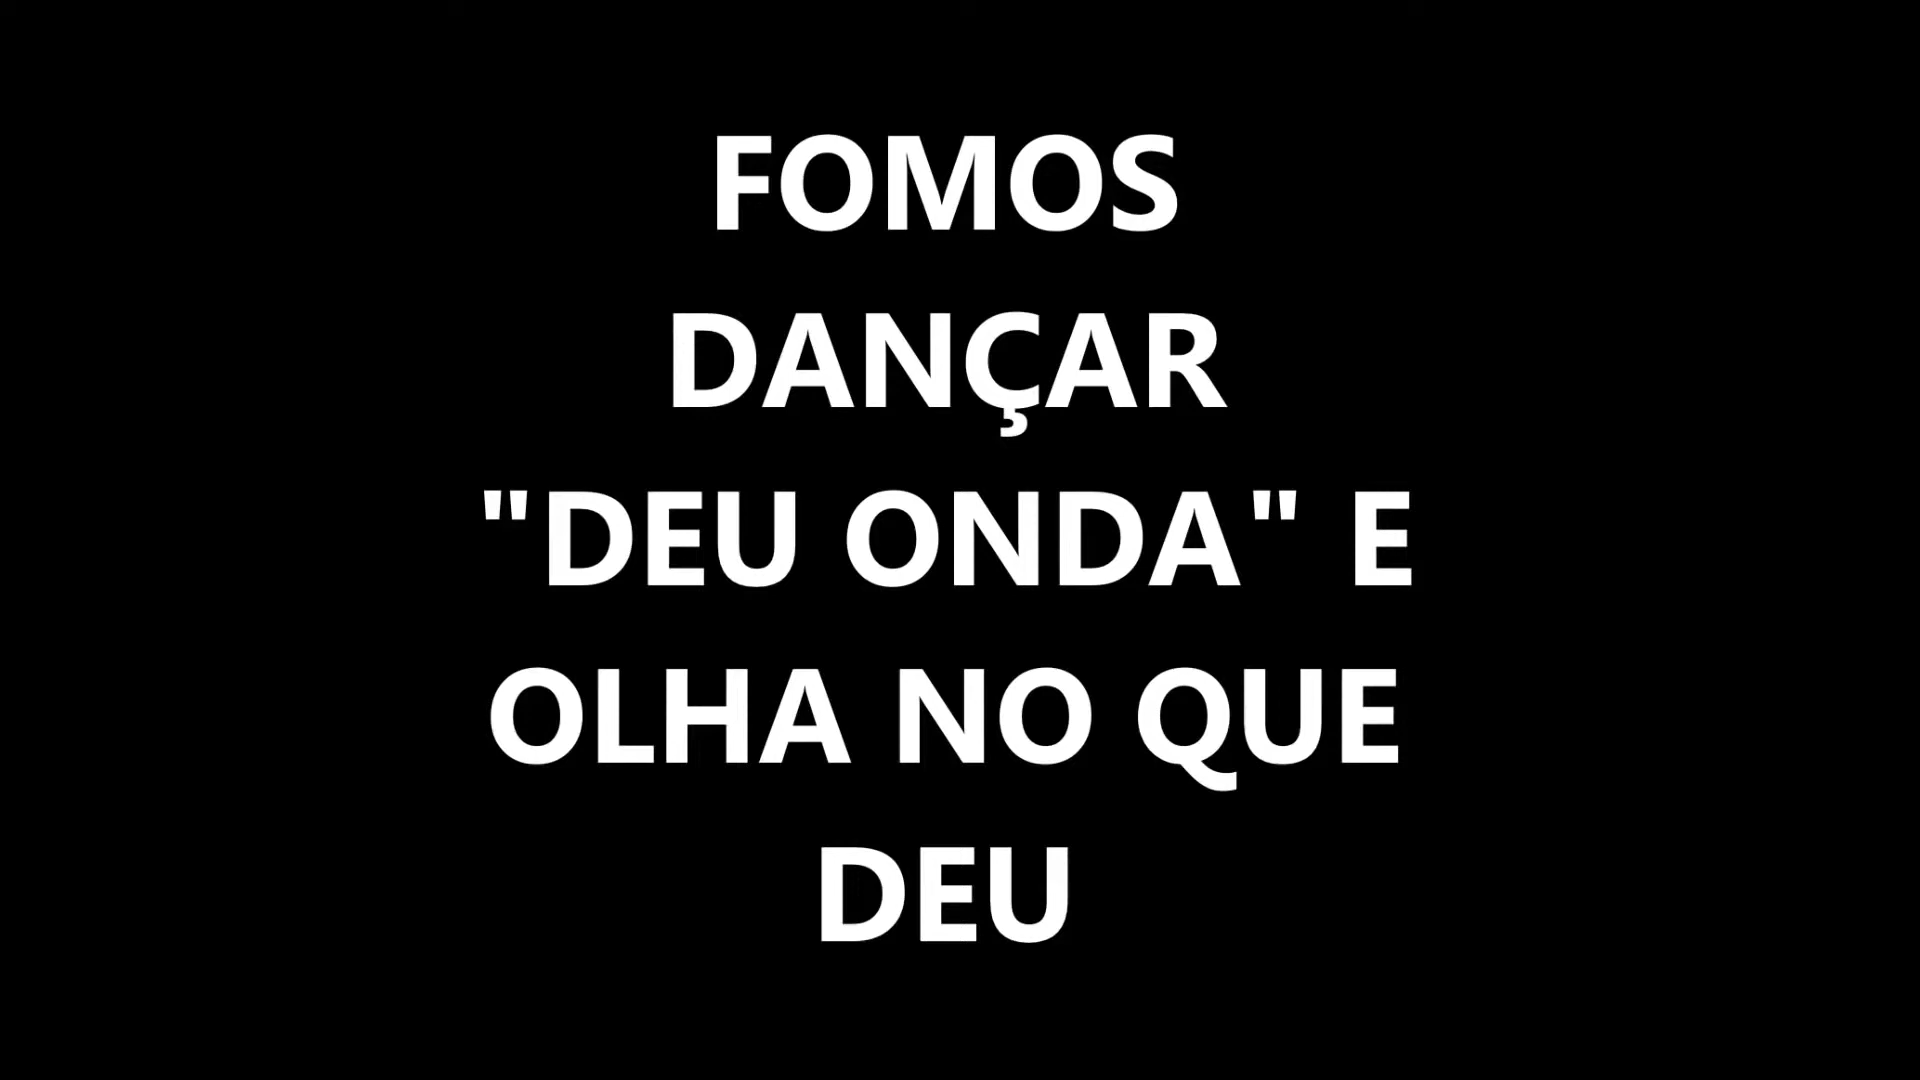 FOMOS
DANÇAR
"DEU ONDA" E
OLHA NO QUE
DEU